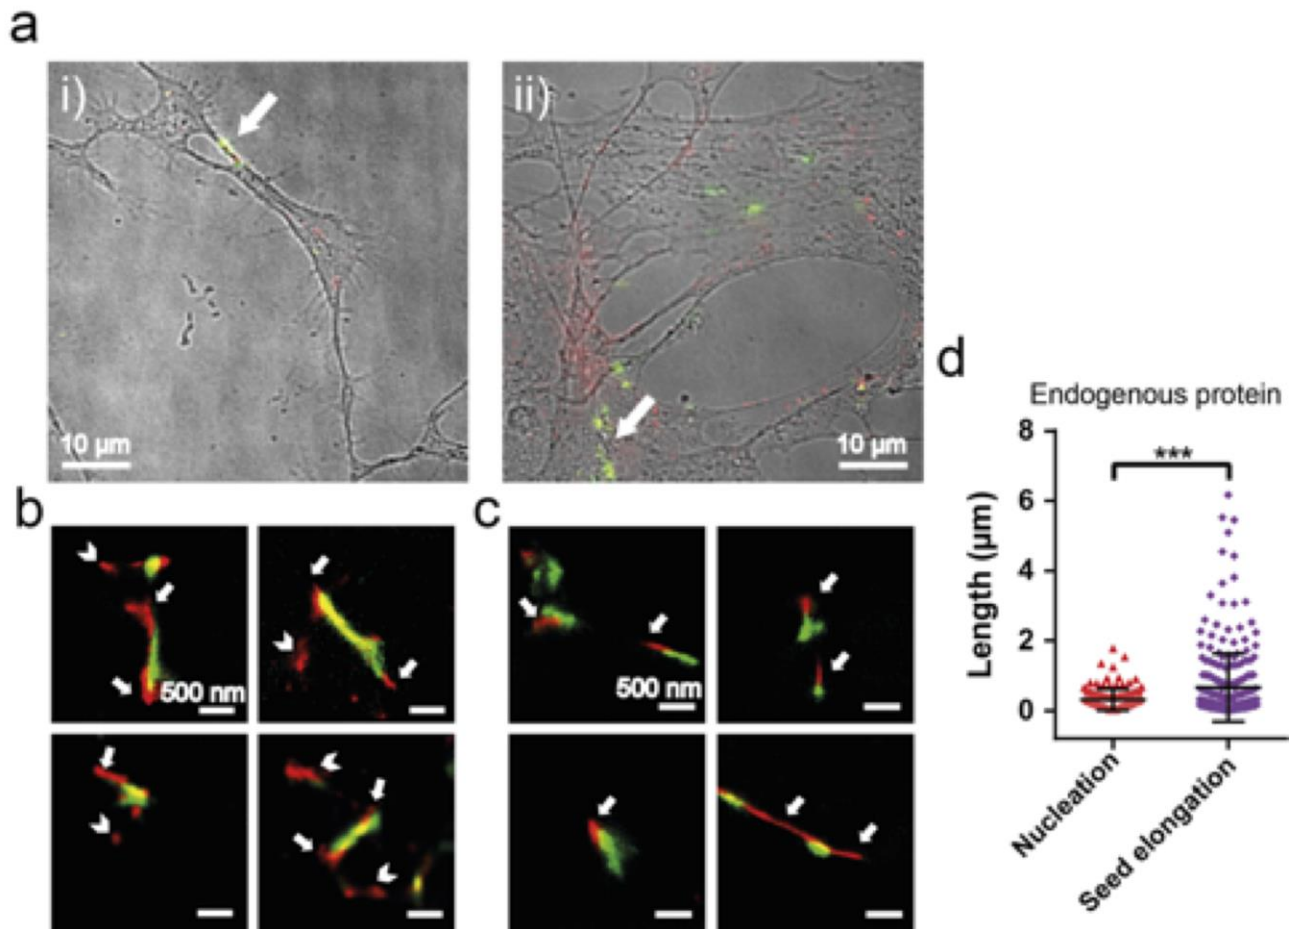 a
i)
10 µm
ii)
10 µm
b
500 nm
c
500 nm
d
Endogenous protein
***
Length (µm)
8
6
4
2
0
Nucleation
Seed elongation